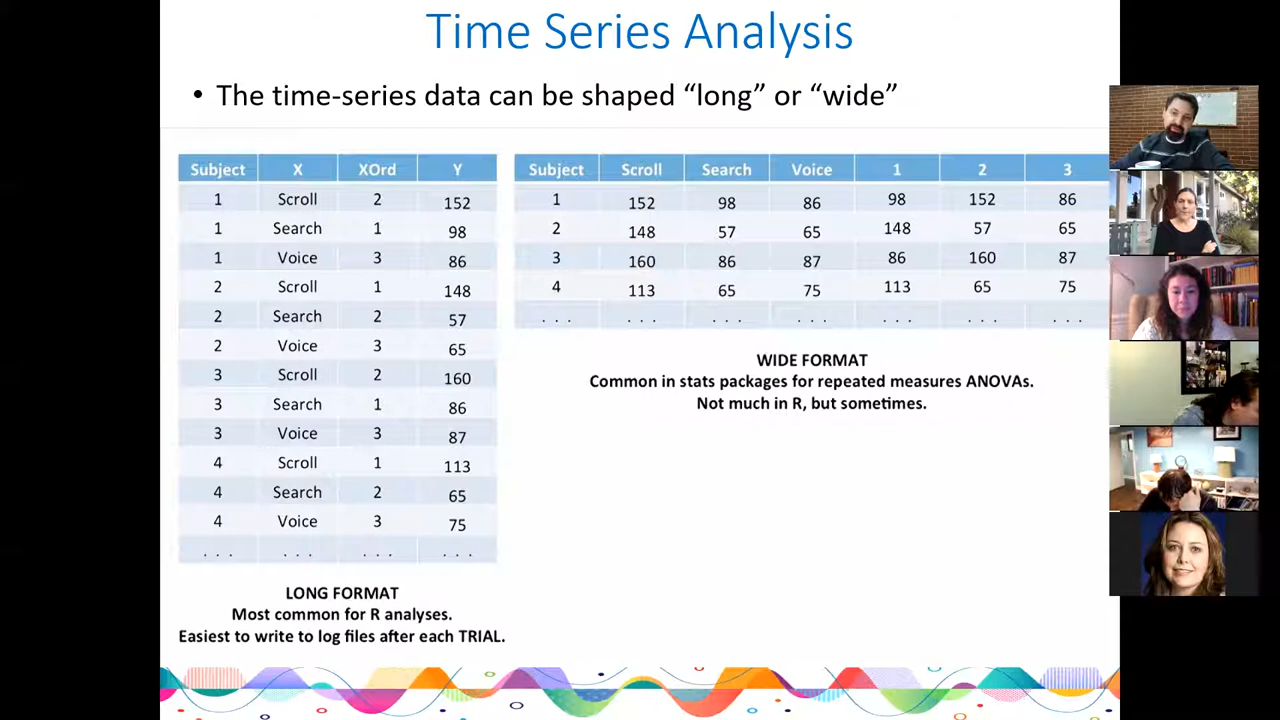 Time Series Analysis
• The time-series data can be shaped “long” or “wide”
Subject X XOrd Y
1 Scroll 2 152
1 Search 1 98
1 Voice 3 86
2 Scroll 1 148
2 Search 2 57
2 Voice 3 65
3 Scroll 2 160
3 Search 1 86
3 Voice 3 87
4 Scroll 1 113
4 Search 2 65
4 Voice 3 75
. . . . . . . . . . . .
LONG FORMAT
Most common for R analyses.
Easiest to write to log files after each TRIAL.
Subject Scroll Search Voice 1 2 3
1 152 98 86 98 152 86
2 148 57 65 148 57 65
3 160 86 87 86 160 87
4 113 65 75 113 65 75
. . . . . . . . . . . . . . . . . . . . .
WIDE FORMAT
Common in stats packages for repeated measures ANOVAs.
Not much in R, but sometimes.